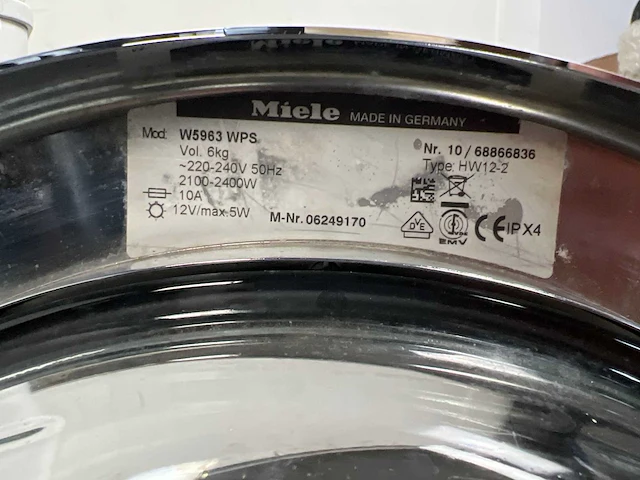 Miele MADE IN GERMANY
Mod: W5963 WPS
Nr. 10/68866836
Vol. 6kg
Type: HW12-2
~220-240V 50Hz
2100-2400W
10A
12V/max.5W
M-Nr. 06249170
DVE
EMV
CE IPX4